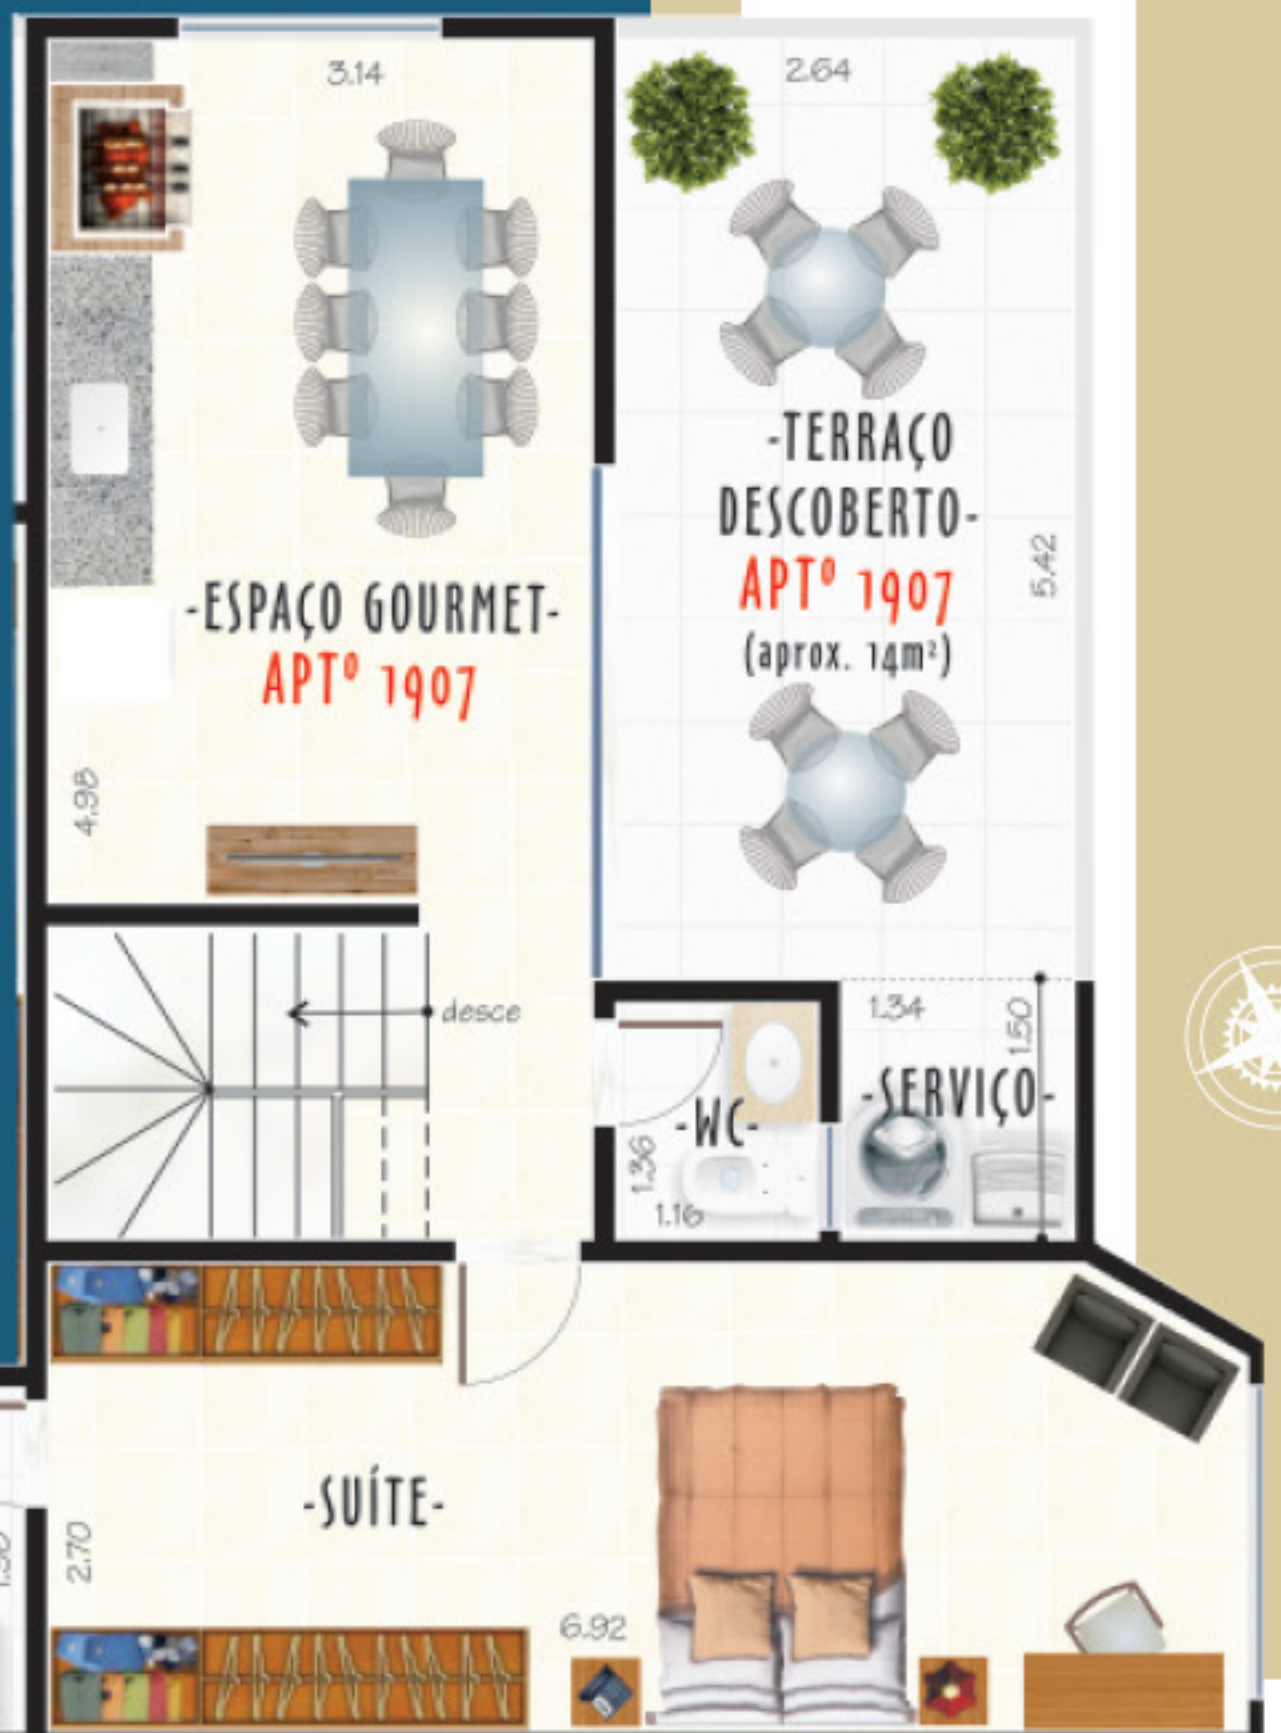 3.14
2.64
-TERRAÇO
DESCOBERTO-
APTº 1907
(aprox. 14m²)
5.42
-ESPAÇO GOURMET-
APTº 1907
4.98
desce
1.34
1.50
-SERVIÇO-
-WC-
1.36
1.16
-SUÍTE-
2.70
6.92